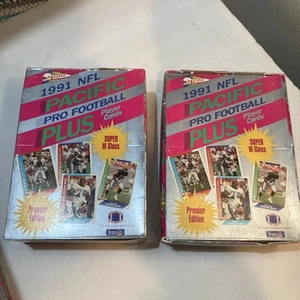 1991 NFL
PACIFIC
PRO FOOTBALL
Player Cards
PLUS
SUPER
Hi Gloss
Premier
Edition
1991 NFL
PACIFIC
PRO FOOTBALL
Player Cards
PLUS
SUPER
Hi Gloss
Premier
Edition